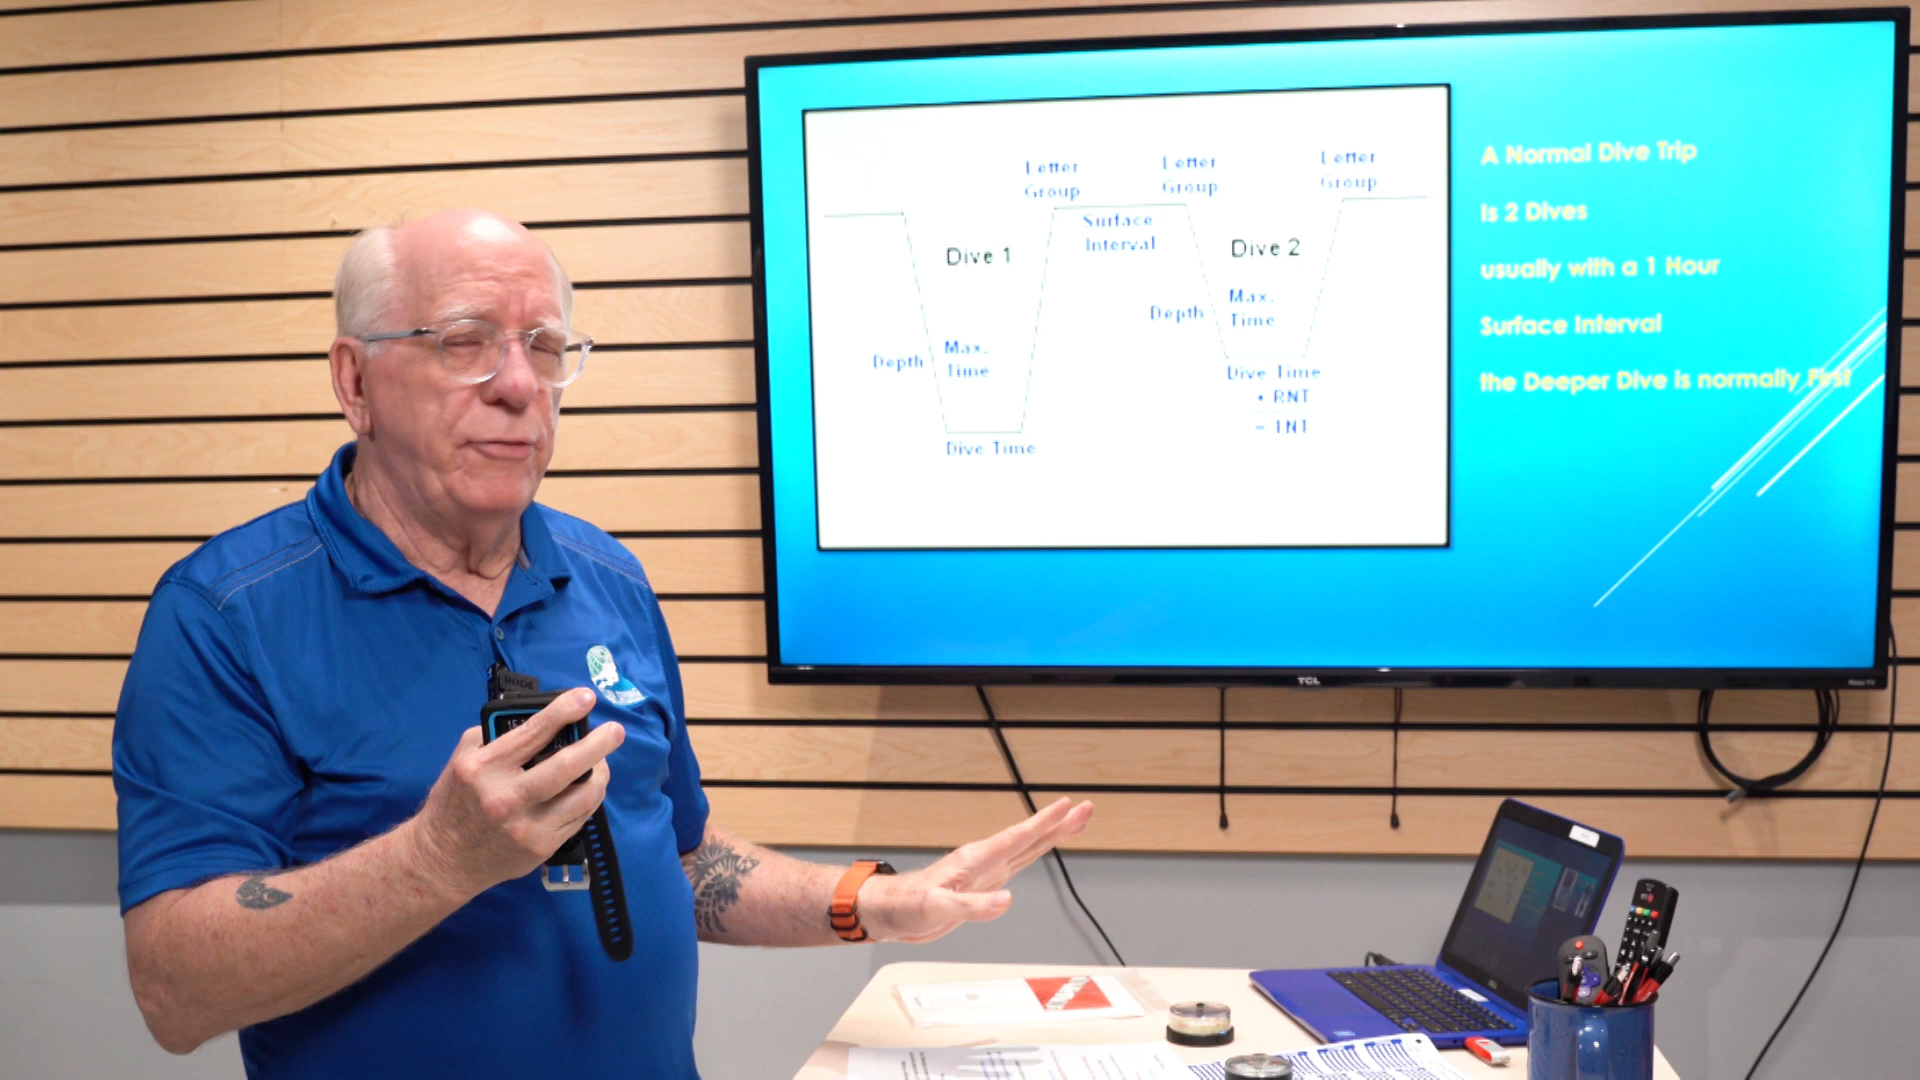 Letter
Group
Letter
Group
Letter
Group
Surface
Interval
Dive 1
Dive 2
Max.
Time
Depth
Max.
Time
Depth
Dive Time
+ RNT
= TNT
Dive Time
A Normal Dive Trip
Is 2 Dives
usually with a 1 Hour
Surface Interval
the Deeper Dive is normally First
TCL
RODE